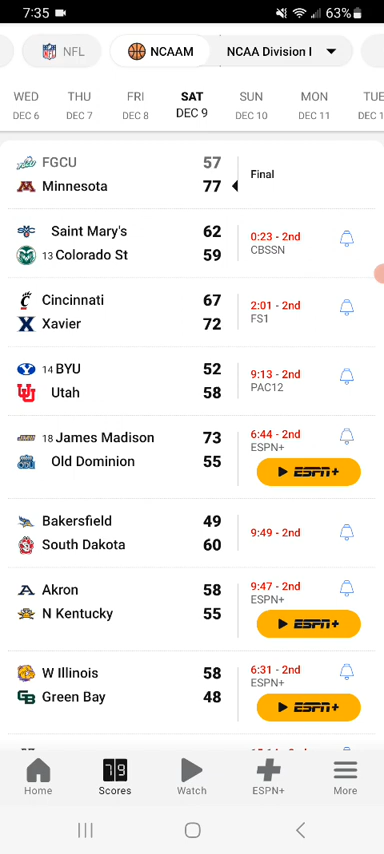 7:35 63%
NFL NCAAM NCAA Division I
WED THU FRI SAT SUN MON TUE
DEC 6 DEC 7 DEC 8 DEC 9 DEC 10 DEC 11 DEC 1
FGCU 57 Final
Minnesota 77
Saint Mary's 62 0:23 - 2nd
13 Colorado St 59 CBSSN
Cincinnati 67 2:01 - 2nd
Xavier 72 FS1
14 BYU 52 9:13 - 2nd
Utah 58 PAC12
18 James Madison 73 6:44 - 2nd
ESPN+
Old Dominion 55 ESPN+
Bakersfield 49 9:49 - 2nd
South Dakota 60
Akron 58 9:47 - 2nd
ESPN+
N Kentucky 55 ESPN+
W Illinois 58 6:31 - 2nd
ESPN+
Green Bay 48 ESPN+
79
Home Scores Watch ESPN+ More